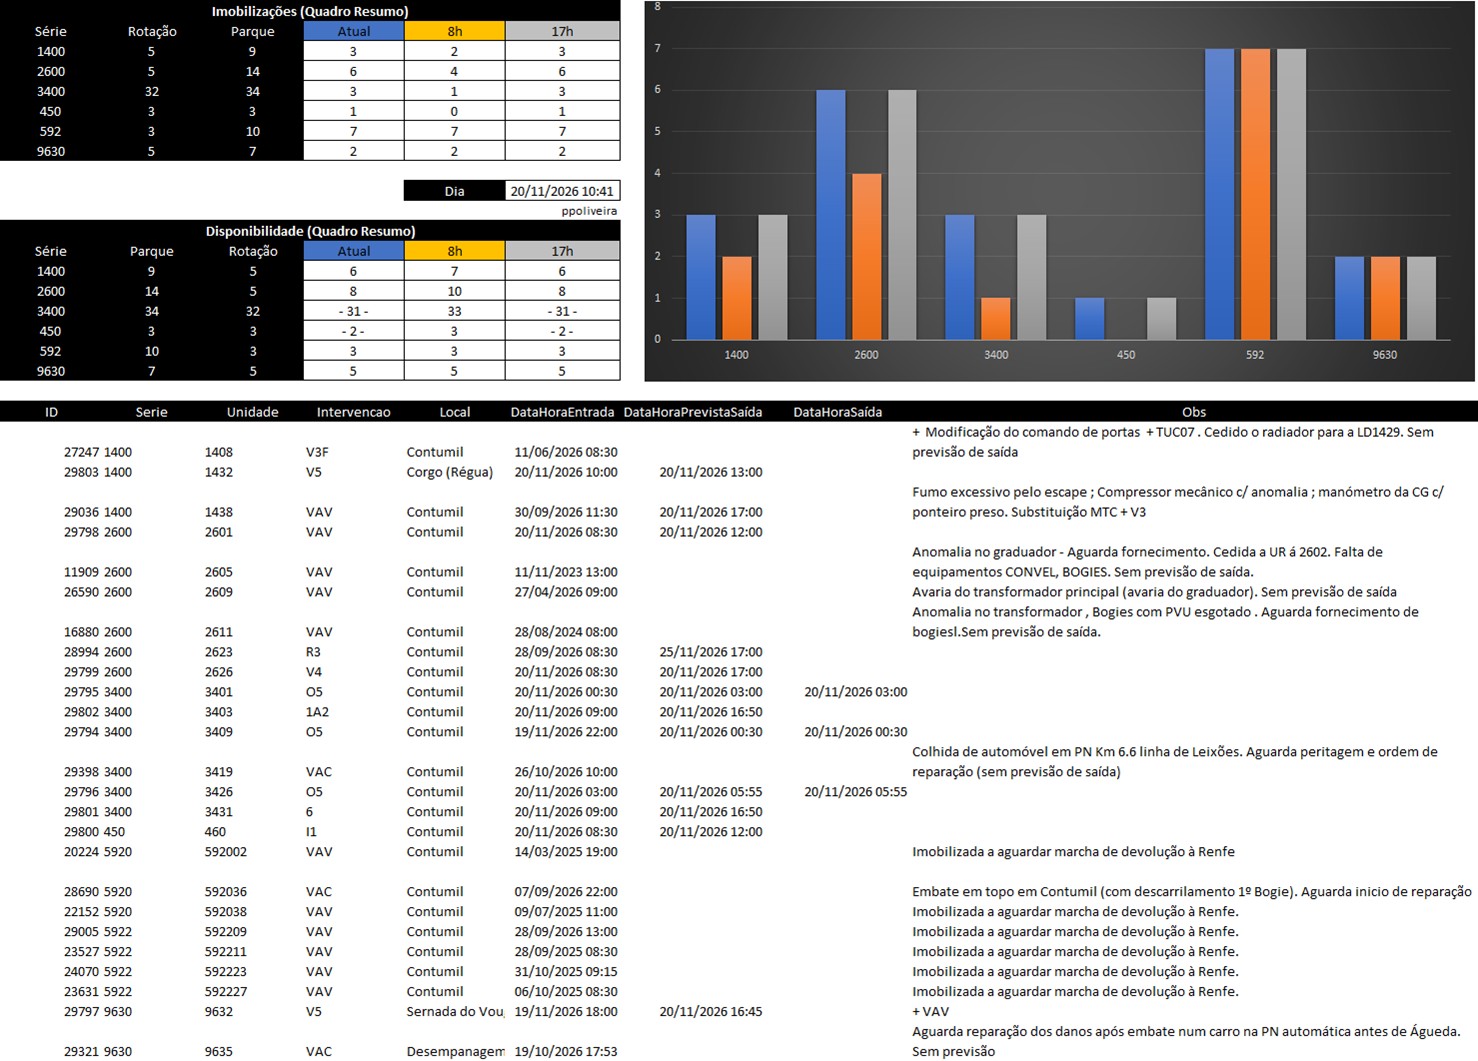 Imobilizações (Quadro Resumo)
Série Rotação Parque Atual 8h 17h
1400 5 9 3 2 3
2600 5 14 6 4 6
3400 32 34 3 1 3
450 3 3 1 0 1
592 3 10 7 7 7
9630 5 7 2 2 2
Dia 20/11/2026 10:41
ppoliveira
Disponibilidade (Quadro Resumo)
Série Parque Rotação Atual 8h 17h
1400 9 5 6 7 6
2600 14 5 8 10 8
3400 34 32 - 31 - 33 - 31 -
450 3 3 - 2 - 3 - 2 -
592 10 3 3 3 3
9630 7 5 5 5 5
8
7
6
5
4
3
2
1
0
1400 2600 3400 450 592 9630
ID Serie Unidade Intervencao Local DataHoraEntrada DataHoraPrevistaSaída DataHoraSaída Obs
+ Modificação do comando de portas + TUC07 . Cedido o radiador para a LD1429. Sem
27247 1400 1408 V3F Contumil 11/06/2026 08:30 previsão de saída
29803 1400 1432 V5 Corgo (Régua) 20/11/2026 10:00 20/11/2026 13:00
Fumo excessivo pelo escape ; Compressor mecânico c/ anomalia ; manómetro da CG c/
29036 1400 1438 VAV Contumil 30/09/2026 11:30 20/11/2026 17:00 ponteiro preso. Substituição MTC + V3
29798 2600 2601 VAV Contumil 20/11/2026 08:30 20/11/2026 12:00
Anomalia no graduador - Aguarda fornecimento. Cedida a UR á 2602. Falta de
11909 2600 2605 VAV Contumil 11/11/2023 13:00 equipamentos CONVEL, BOGIES. Sem previsão de saída.
26590 2600 2609 VAV Contumil 27/04/2026 09:00 Avaria do transformador principal (avaria do graduador). Sem previsão de saída
Anomalia no transformador , Bogies com PVU esgotado . Aguarda fornecimento de
16880 2600 2611 VAV Contumil 28/08/2024 08:00 bogiesl.Sem previsão de saída.
28994 2600 2623 R3 Contumil 28/09/2026 08:30 25/11/2026 17:00
29799 2600 2626 V4 Contumil 20/11/2026 08:30 20/11/2026 17:00
29795 3400 3401 O5 Contumil 20/11/2026 00:30 20/11/2026 03:00 20/11/2026 03:00
29802 3400 3403 1A2 Contumil 20/11/2026 09:00 20/11/2026 16:50
29794 3400 3409 O5 Contumil 19/11/2026 22:00 20/11/2026 00:30 20/11/2026 00:30
Colhida de automóvel em PN Km 6.6 linha de Leixões. Aguarda peritagem e ordem de
29398 3400 3419 VAC Contumil 26/10/2026 10:00 reparação (sem previsão de saída)
29796 3400 3426 O5 Contumil 20/11/2026 03:00 20/11/2026 05:55 20/11/2026 05:55
29801 3400 3431 6 Contumil 20/11/2026 09:00 20/11/2026 16:50
29800 450 460 I1 Contumil 20/11/2026 08:30 20/11/2026 12:00
20224 5920 592002 VAV Contumil 14/03/2025 19:00 Imobilizada a aguardar marcha de devolução à Renfe
28690 5920 592036 VAC Contumil 07/09/2026 22:00 Embate em topo em Contumil (com descarrilamento 1º Bogie). Aguarda inicio de reparação
22152 5920 592038 VAV Contumil 09/07/2025 11:00 Imobilizada a aguardar marcha de devolução à Renfe.
29005 5922 592209 VAV Contumil 28/09/2026 13:00 Imobilizada a aguardar marcha de devolução à Renfe.
23527 5922 592211 VAV Contumil 28/09/2025 08:30 Imobilizada a aguardar marcha de devolução à Renfe.
24070 5922 592223 VAV Contumil 31/10/2025 09:15 Imobilizada a aguardar marcha de devolução à Renfe.
23631 5922 592227 VAV Contumil 06/10/2025 08:30 Imobilizada a aguardar marcha de devolução à Renfe.
29797 9630 9632 V5 Sernada do Vou 19/11/2026 18:00 20/11/2026 16:45 + VAV
Aguarda reparação dos danos após embate num carro na PN automática antes de Águeda.
29321 9630 9635 VAC Desempanagem 19/10/2026 17:53 Sem previsão